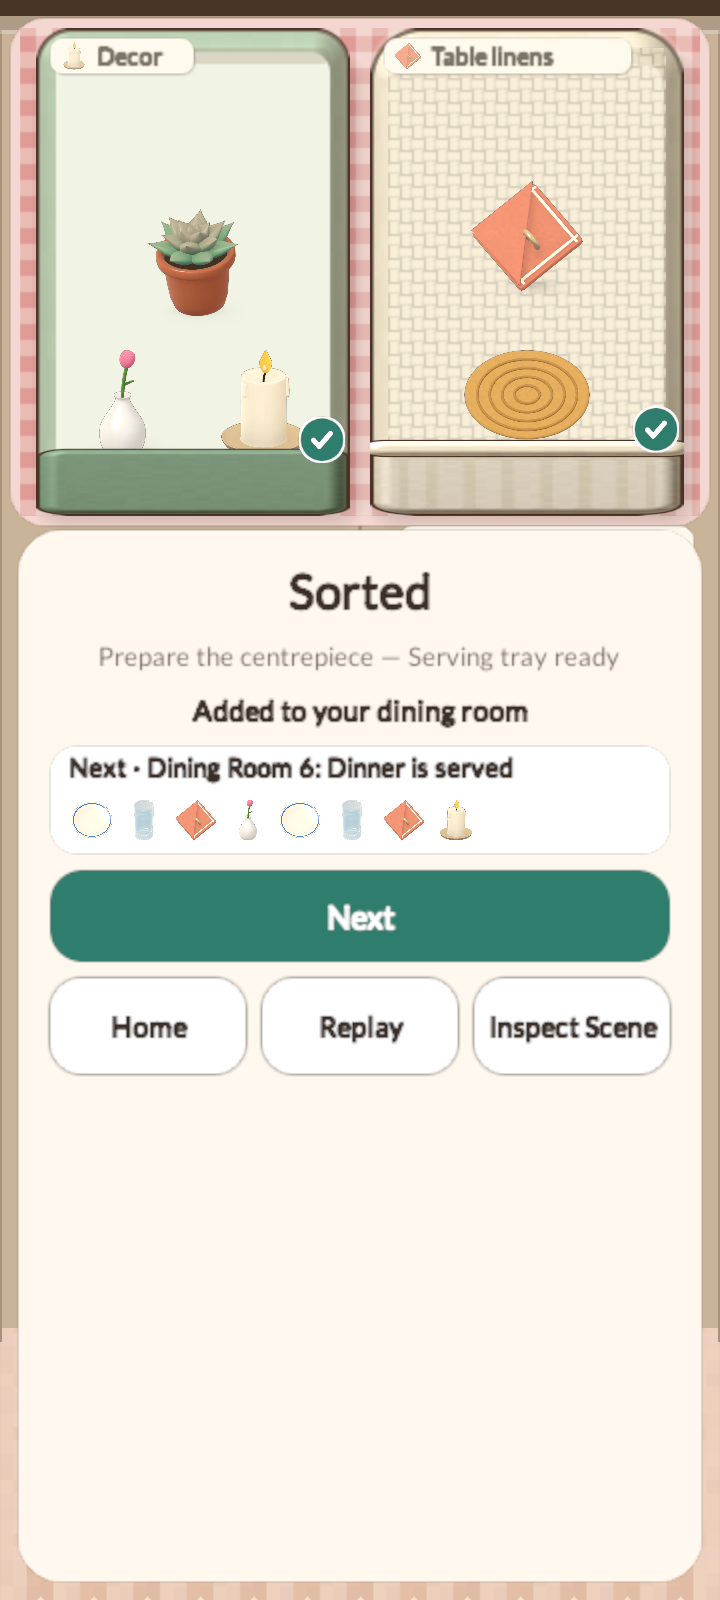 Decor
Table linens
Sorted
Prepare the centrepiece — Serving tray ready
Added to your dining room
Next · Dining Room 6: Dinner is served
Next
Home
Replay
Inspect Scene